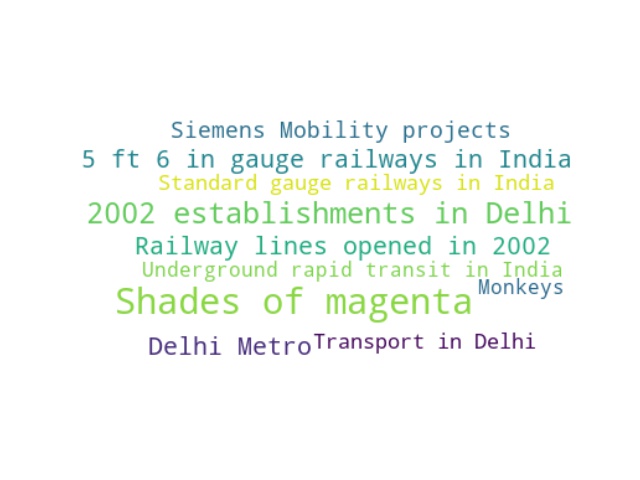 Siemens Mobility projects
5 ft 6 in gauge railways in India
Standard gauge railways in India
2002 establishments in Delhi
Railway lines opened in 2002
Underground rapid transit in India
Monkeys
Shades of magenta
Delhi Metro
Transport in Delhi